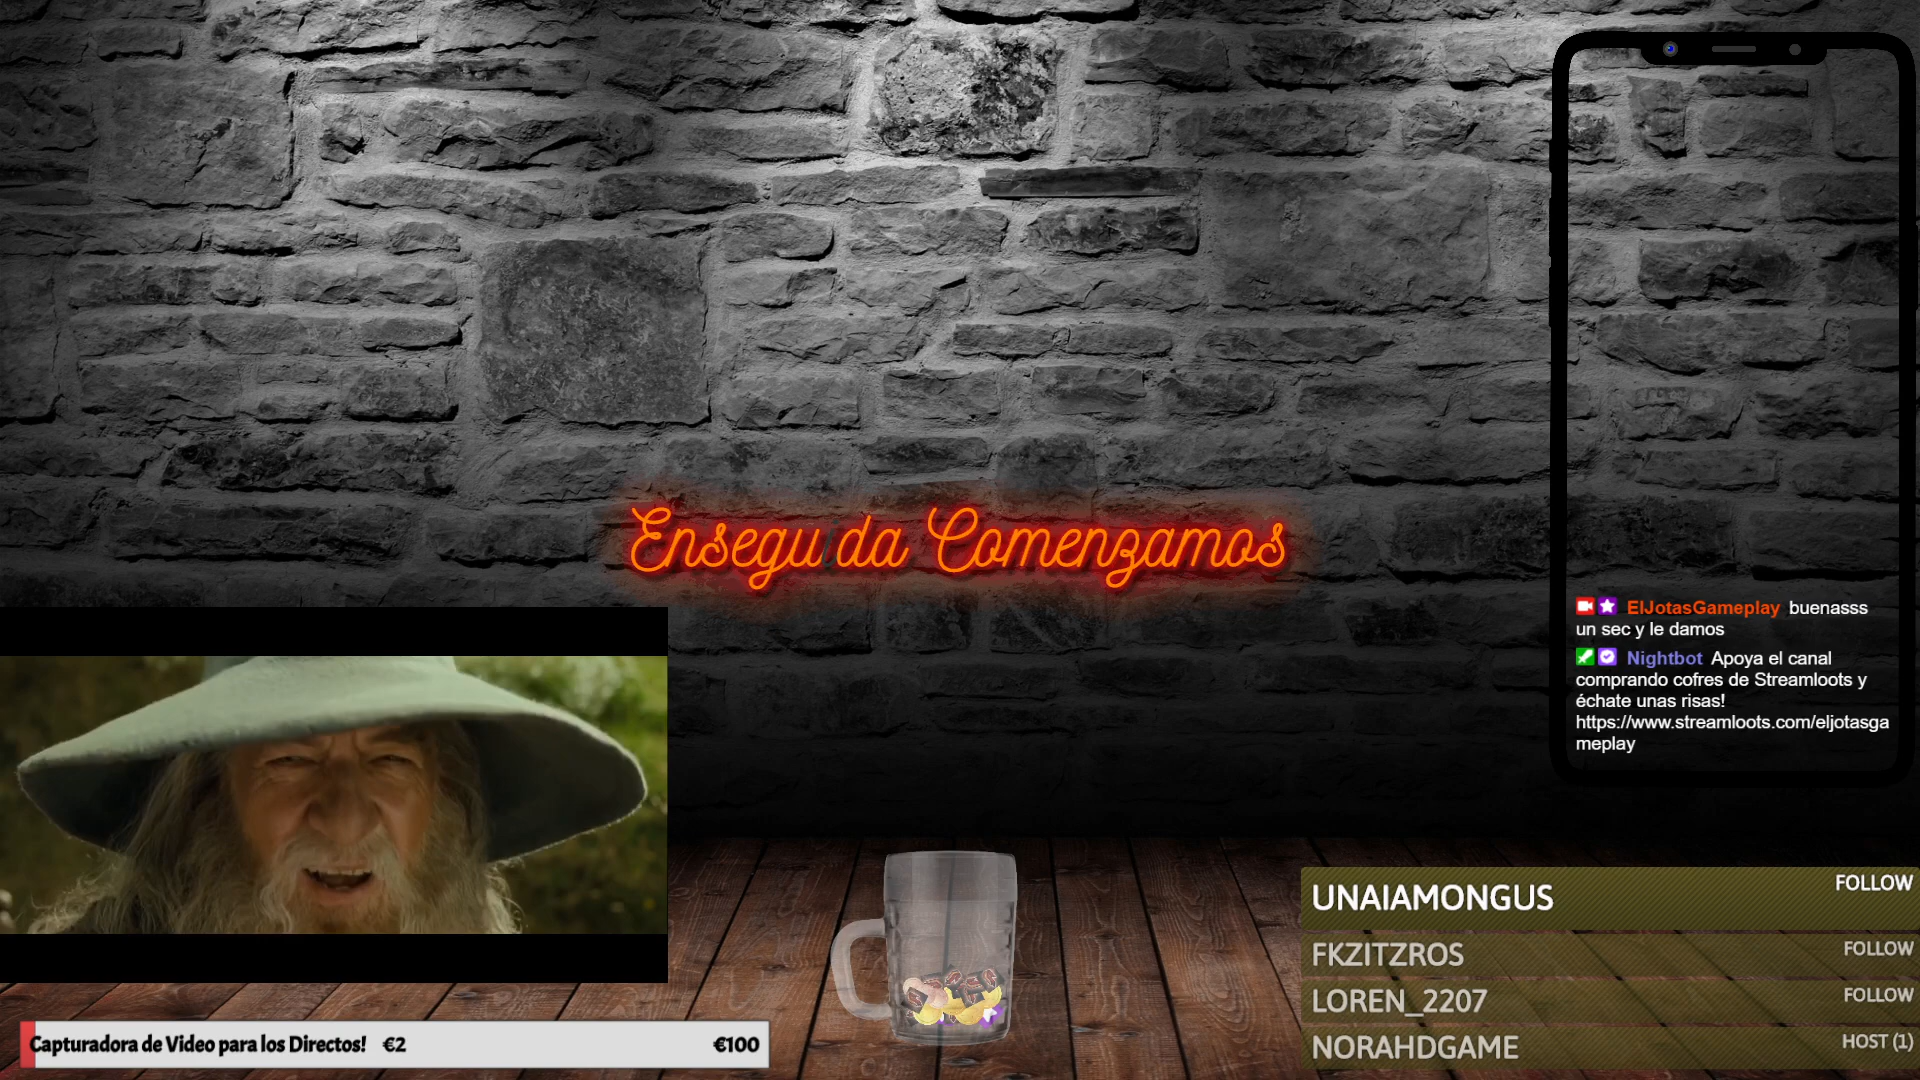 Enseguida Comenzamos
ElJotasGameplay buenasss
un sec y le damos
Nightbot Apoya el canal
comprando cofres de Streamloots y
échate unas risas!
https://www.streamloots.com/eljotasga
meplay
UNAIAMONGUS FOLLOW
FKZITZROS FOLLOW
LOREN_2207 FOLLOW
NORAHDGAME HOST (1)
Capturadora de Video para los Directos! €2 €100